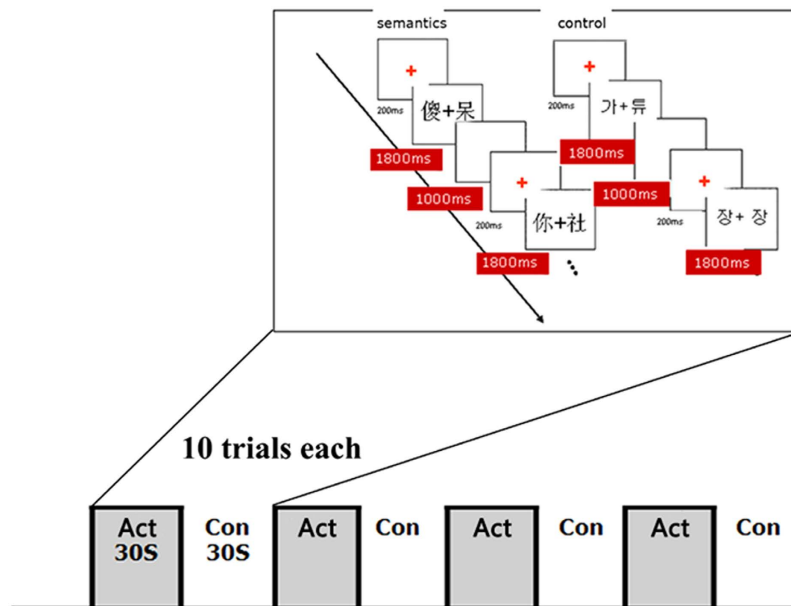 semantics
control
200ms
傻+呆
1800ms
1000ms
200ms
你+社
1800ms
200ms
가+튜
1800ms
1000ms
200ms
장+ 장
1800ms
10 trials each
Act
30S
Con
30S
Act
Con
Act
Con
Act
Con